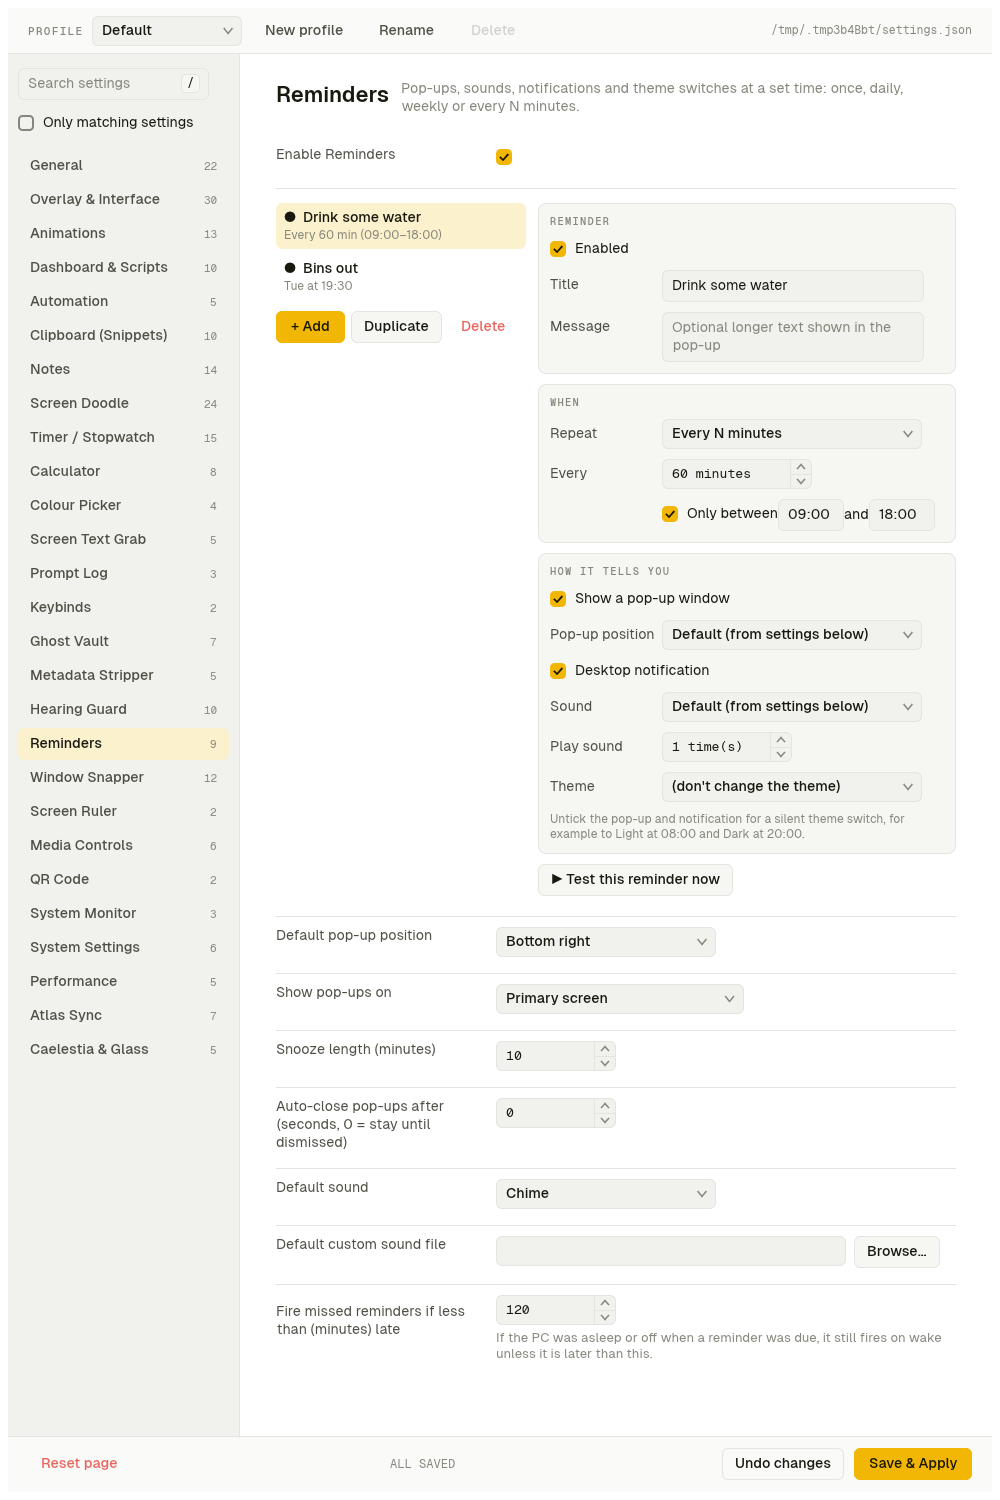 PROFILE Default New profile Rename Delete /tmp/.tmp3b4Bbt/settings.json
Search settings /
Only matching settings
General 22
Overlay & Interface 30
Animations 13
Dashboard & Scripts 10
Automation 5
Clipboard (Snippets) 10
Notes 14
Screen Doodle 24
Timer / Stopwatch 15
Calculator 8
Colour Picker 4
Screen Text Grab 5
Prompt Log 3
Keybinds 2
Ghost Vault 7
Metadata Stripper 5
Hearing Guard 10
Reminders 9
Window Snapper 12
Screen Ruler 2
Media Controls 6
QR Code 2
System Monitor 3
System Settings 6
Performance 5
Atlas Sync 7
Caelestia & Glass 5
Reminders
Pop-ups, sounds, notifications and theme switches at a set time: once, daily,
weekly or every N minutes.
Enable Reminders
Drink some water
Every 60 min (09:00–18:00)
Bins out
Tue at 19:30
+ Add Duplicate Delete
REMINDER
Enabled
Title Drink some water
Message Optional longer text shown in the
pop-up
WHEN
Repeat Every N minutes
Every 60 minutes
Only between 09:00 and 18:00
HOW IT TELLS YOU
Show a pop-up window
Pop-up position Default (from settings below)
Desktop notification
Sound Default (from settings below)
Play sound 1 time(s)
Theme (don't change the theme)
Untick the pop-up and notification for a silent theme switch, for
example to Light at 08:00 and Dark at 20:00.
▶ Test this reminder now
Default pop-up position Bottom right
Show pop-ups on Primary screen
Snooze length (minutes) 10
Auto-close pop-ups after
(seconds, 0 = stay until
dismissed)
0
Default sound Chime
Default custom sound file Browse...
Fire missed reminders if less
than (minutes) late
120
If the PC was asleep or off when a reminder was due, it still fires on wake
unless it is later than this.
Reset page ALL SAVED Undo changes Save & Apply